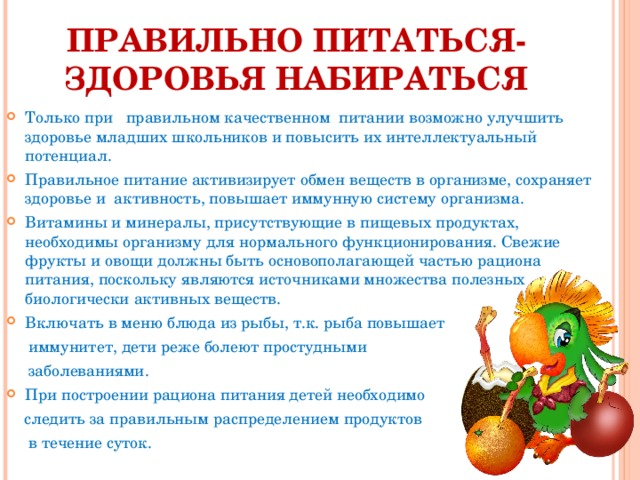 ПРАВИЛЬНО ПИТАТЬСЯ-
ЗДОРОВЬЯ НАБИРАТЬСЯ
Только при правильном качественном питании возможно улучшить
здоровье младших школьников и повысить их интеллектуальный
потенциал.
Правильное питание активизирует обмен веществ в организме, сохраняет
здоровье и активность, повышает иммунную систему организма.
Витамины и минералы, присутствующие в пищевых продуктах,
необходимы организму для нормального функционирования. Свежие
фрукты и овощи должны быть основополагающей частью рациона
питания, поскольку являются источниками множества полезных
биологически активных веществ.
Включать в меню блюда из рыбы, т.к. рыба повышает
иммунитет, дети реже болеют простудными
заболеваниями.
При построении рациона питания детей необходимо
следить за правильным распределением продуктов
в течение суток.